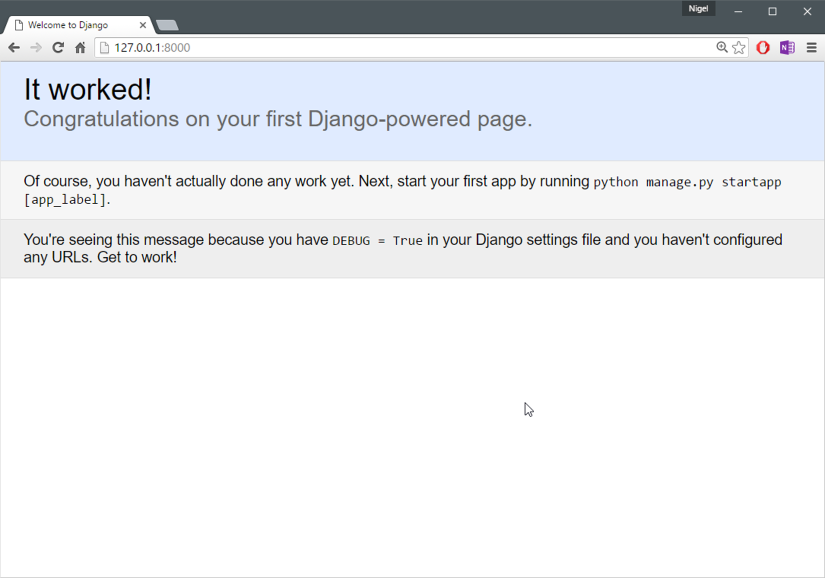 Nigel
Welcome to Django
127.0.0.1:8000
N
It worked!
Congratulations on your first Django-powered page.
Of course, you haven't actually done any work yet. Next, start your first app by running python manage.py startapp
[app_label].
You're seeing this message because you have DEBUG = True in your Django settings file and you haven't configured
any URLs. Get to work!